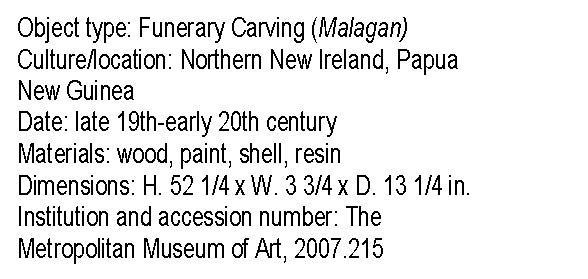 Object type: Funerary Carving (Malagan)
Culture/location: Northern New Ireland, Papua
New Guinea
Date: late 19th-early 20th century
Materials: wood, paint, shell, resin
Dimensions: H. 52 1/4 x W. 3 3/4 x D. 13 1/4 in.
Institution and accession number: The
Metropolitan Museum of Art, 2007.215